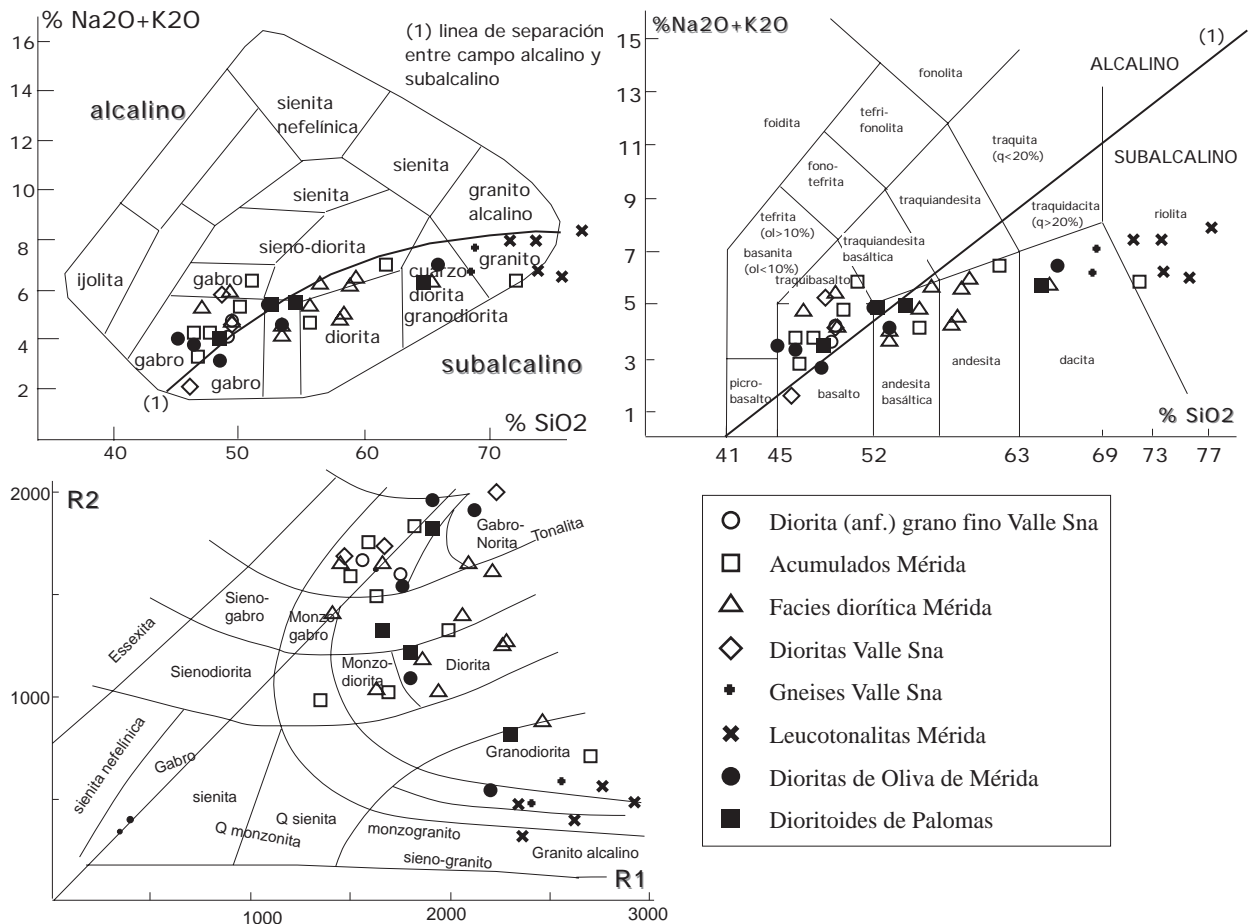 % Na2O+K2O
(1) linea de separación
entre campo alcalino y
subalcalino
16
14
12
10
8
6
4
2
alcalino
sienita
nefelínica
sienita
sienita
granito
alcalino
sieno-diorita
ijolita
gabro
cuarzo
diorita
granodiorita
granito
diorita
gabro
gabro
subalcalino
(1)
% SiO2
40
50
60
70
%Na2O+K2O
15
13
11
9
7
5
3
1
(1)
ALCALINO
SUBALCALINO
fonolita
tefri-
fonolita
foidita
fono-
tefrita
traquita
(q<20%)
traquiandesita
traquidacita
(q>20%)
riolita
tefrita
(ol>10%)
basanita
(ol<10%)
traquiandesita
basáltica
traquibasalto
picro-
basalto
basalto
andesita
basáltica
andesita
dacita
% SiO2
41
45
52
57
63
69
73
77
R2
2000
1000
Gabro-
Norita
Tonalita
Sieno-
gabro
Monzo-
gabro
Essexita
Sienodiorita
Monzo-
diorita
Diorita
Granodiorita
sienita nefelínica
Gabro
sienita
Q monzonita
Q sienita
monzogranito
sieno-granito
Granito alcalino
R1
1000
2000
3000
Diorita (anf.) grano fino Valle Sna
Acumulados Mérida
Facies diorítica Mérida
Dioritas Valle Sna
Gneises Valle Sna
Leucotonalitas Mérida
Dioritas de Oliva de Mérida
Dioritoides de Palomas